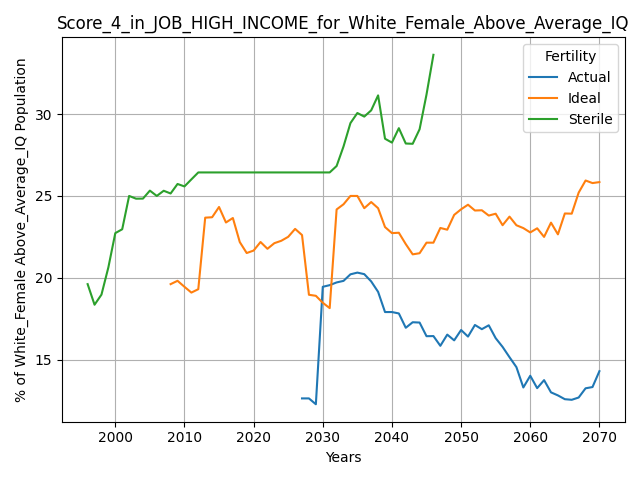 Score_4_in_JOB_HIGH_INCOME_for_White_Female_Above_Average_IQ
% of White_Female Above_Average_IQ Population
30
25
20
15
Fertility
Actual
Ideal
Sterile
2000 2010 2020 2030 2040 2050 2060 2070
Years